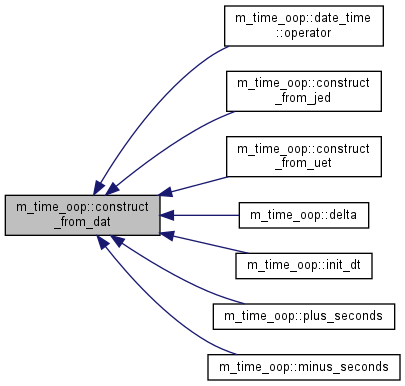 m_time_oop::date_time
::operator
m_time_oop::construct
_from_jed
m_time_oop::construct
_from_uet
m_time_oop::construct
_from_dat
m_time_oop::delta
m_time_oop::init_dt
m_time_oop::plus_seconds
m_time_oop::minus_seconds